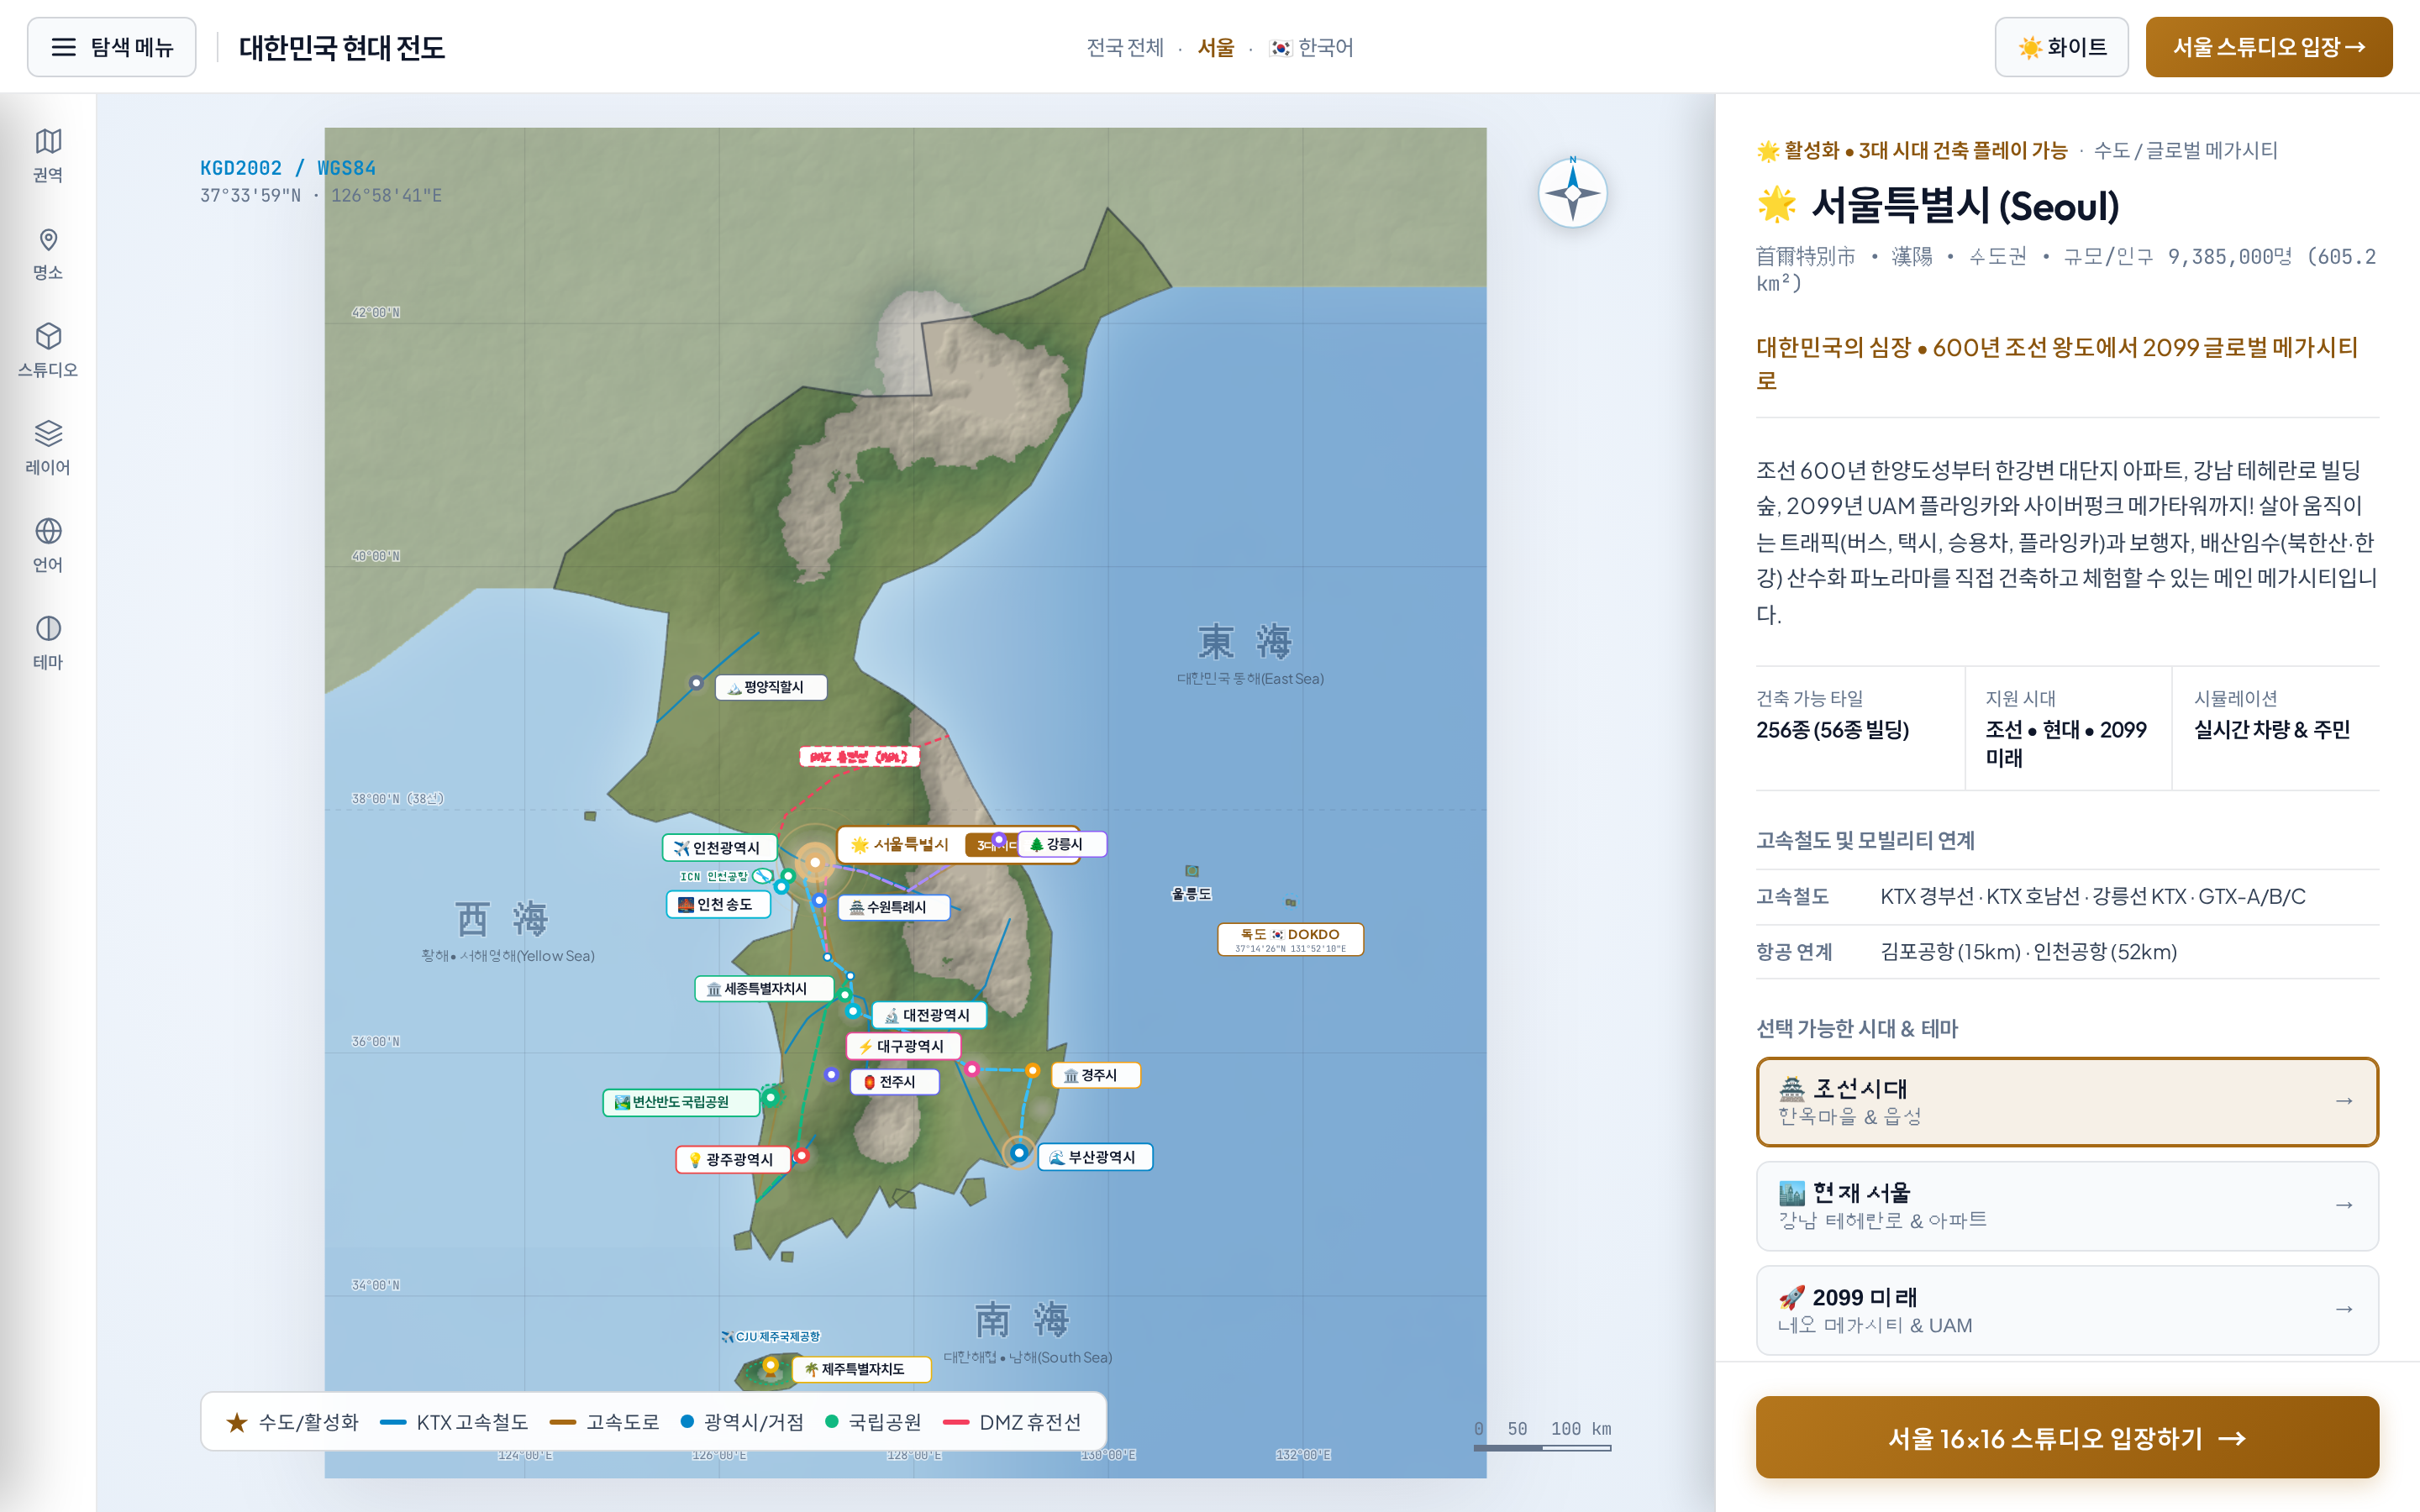 탐색 메뉴
대한민국 현대 전도
전국 전체 · 서울 · 🇰🇷 한국어
☀️ 화이트
서울 스튜디오 입장 →
권역
명소
스튜디오
레이어
언어
테마
KGD2002 / WGS84
37°33'59"N · 126°58'41"E
N
42°00'N
40°00'N
38°00'N (38선)
36°00'N
34°00'N
124°00'E
126°00'E
128°00'E
130°00'E
132°00'E
東 海
대한민국 동해(East Sea)
西 海
황해 • 서해영해(Yellow Sea)
南 海
대한해협 • 남해(South Sea)
🏔️ 평양직할시
DMZ
✈️ 인천광역시
🌟 서울특별시
🌲 강릉시
ICN 인천공항
🌉 인천 송도
🏯 수원특례시
울릉도
독도 🇰🇷 DOKDO
37°14'26"N 131°52'10"E
🏛️ 세종특별자치시
🔬 대전광역시
⚡ 대구광역시
🏮 전주시
🏛️ 경주시
🏞️ 변산반도 국립공원
💡 광주광역시
🌊 부산광역시
✈️ CJU 제주국제공항
🌴 제주특별자치도
★ 수도/활성화
KTX 고속철도
고속도로
광역시/거점
국립공원
DMZ 휴전선
0 50 100 km
🌟 활성화 • 3대 시대 건축 플레이 가능 · 수도 / 글로벌 메가시티
🌟 서울특별시 (Seoul)
首爾特別市 • 漢陽 • 수도권 • 규모/인구 9,385,000명 (605.2
km²)
대한민국의 심장 • 600년 조선 왕도에서 2099 글로벌 메가시티
로
조선 600년 한양도성부터 한강변 대단지 아파트, 강남 테헤란로 빌딩
숲, 2099년 UAM 플라잉카와 사이버펑크 메가타워까지! 살아 움직이
는 트래픽(버스, 택시, 승용차, 플라잉카)과 보행자, 배산임수(북한산·한
강) 산수화 파노라마를 직접 건축하고 체험할 수 있는 메인 메가시티입니
다.
건축 가능 타일
256종 (56종 빌딩)
지원 시대
조선 • 현대 • 2099
미래
시뮬레이션
실시간 차량 & 주민
고속철도 및 모빌리티 연계
고속철도 KTX 경부선 · KTX 호남선 · 강릉선 KTX · GTX-A/B/C
항공 연계 김포공항 (15km) · 인천공항 (52km)
선택 가능한 시대 & 테마
🏯 조선시대
한옥마을 & 읍성
→
🏙️ 현재 서울
강남 테헤란로 & 아파트
→
🚀 2099 미래
네오 메가시티 & UAM
→
서울 16×16 스튜디오 입장하기 →